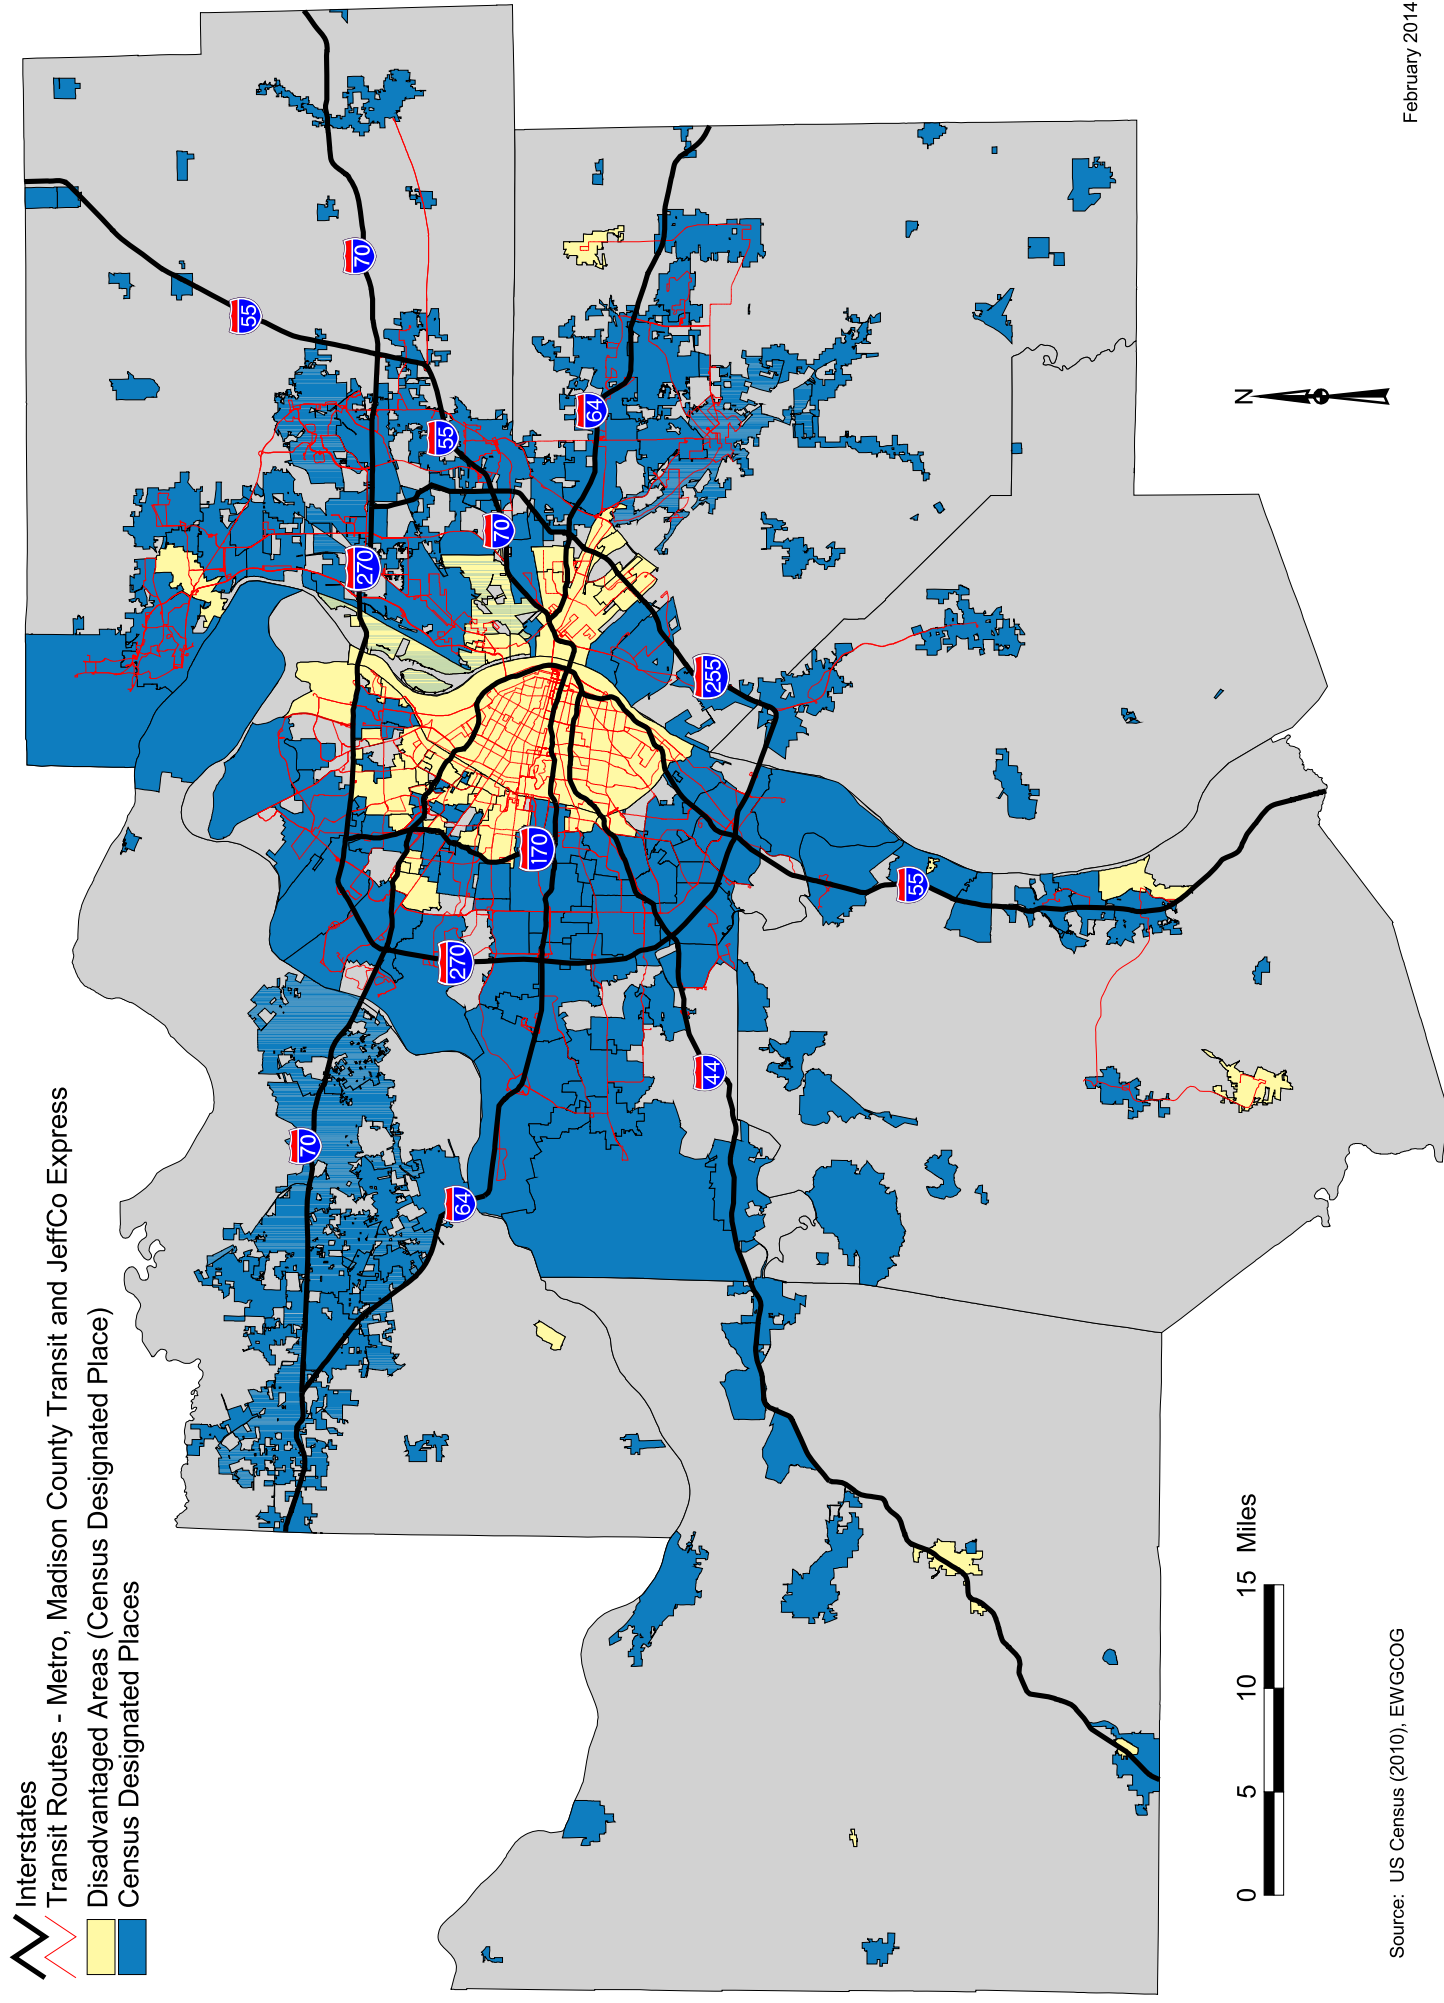 Interstates
Transit Routes - Metro, Madison County Transit and JeffCo Express
Disadvantaged Areas (Census Designated Place)
Census Designated Places
70
64
70
270
170
44
55
270
55
70
255
64
55
55
70
N
0 5 10 15 Miles
Source: US Census (2010), EWGCOG
February 2014